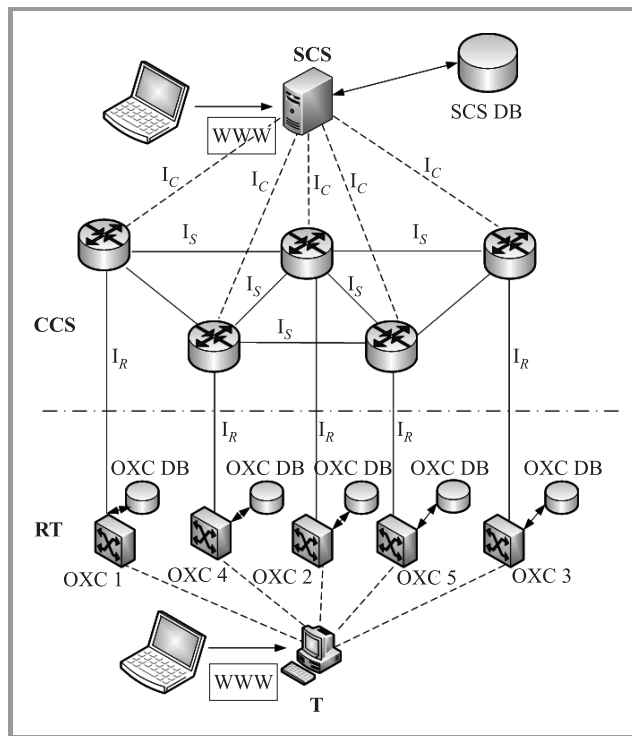 SCS
SCS DB
WWW
I_C I_C I_C I_C I_C
I_S I_S
I_S I_S
CCS
I_S
I_R I_R
I_R I_R I_R
OXC DB OXC DB OXC DB OXC DB OXC DB
RT
OXC 1 OXC 4 OXC 2 OXC 5 OXC 3
WWW
T